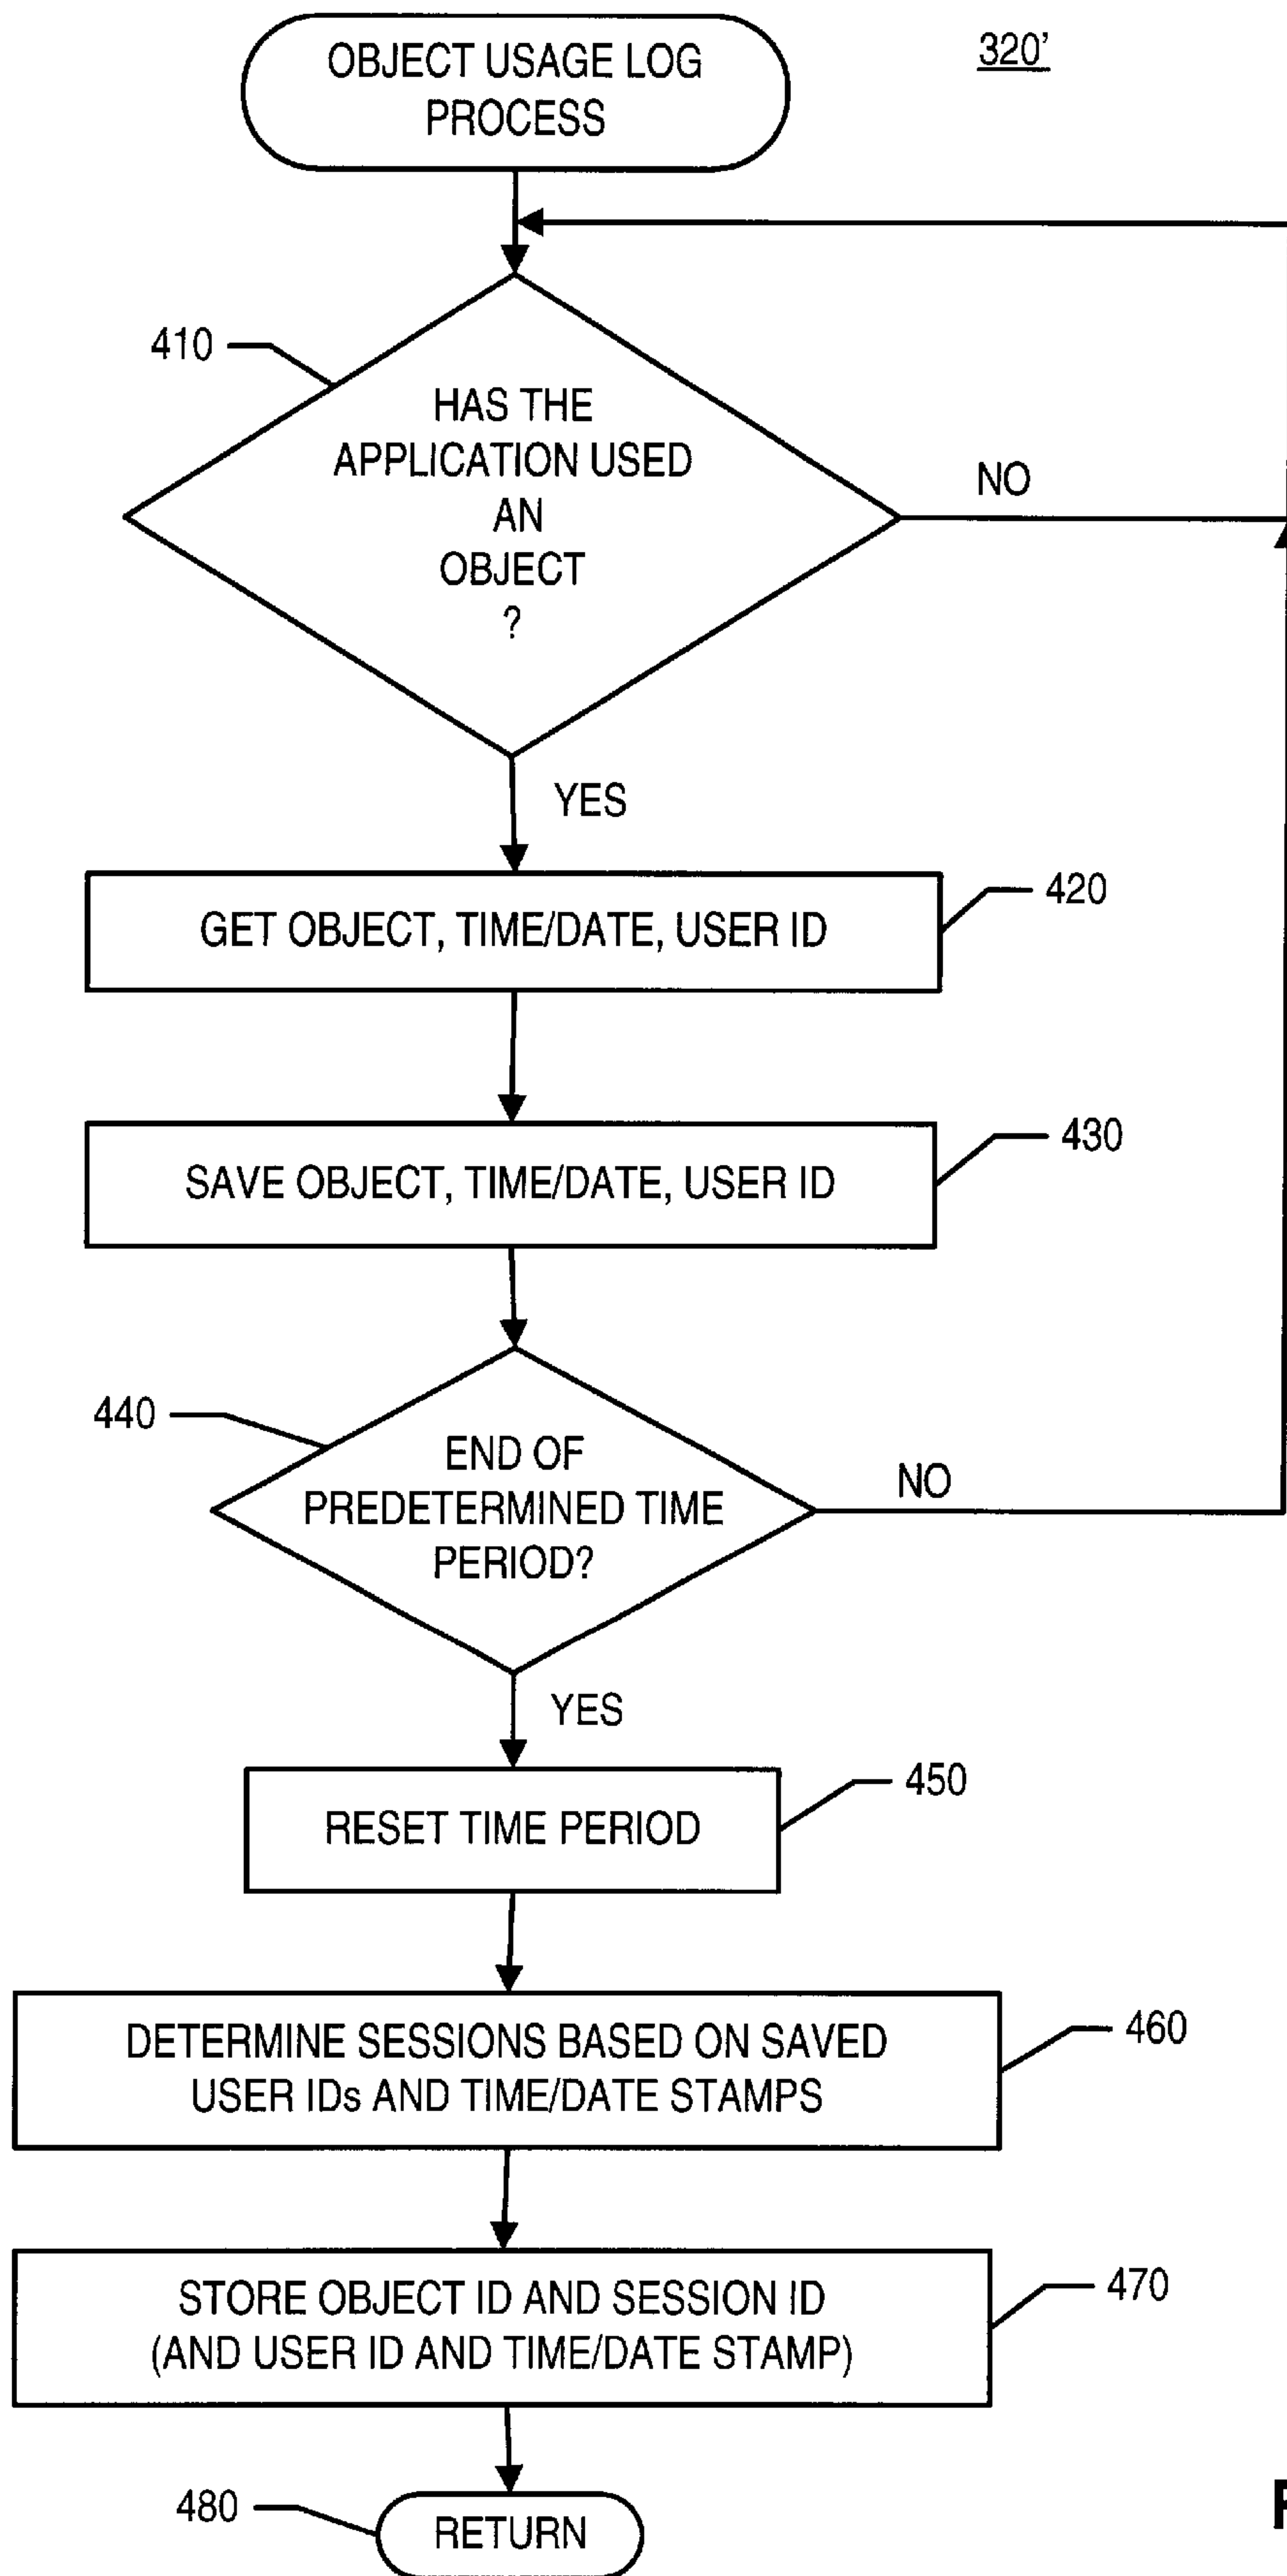 OBJECT USAGE LOG
PROCESS
320'
410
HAS THE
APPLICATION USED
AN
OBJECT
?
NO
YES
420
GET OBJECT, TIME/DATE, USER ID
430
SAVE OBJECT, TIME/DATE, USER ID
440
END OF
PREDETERMINED TIME
PERIOD?
NO
YES
450
RESET TIME PERIOD
460
DETERMINE SESSIONS BASED ON SAVED
USER IDs AND TIME/DATE STAMPS
470
STORE OBJECT ID AND SESSION ID
(AND USER ID AND TIME/DATE STAMP)
480
RETURN